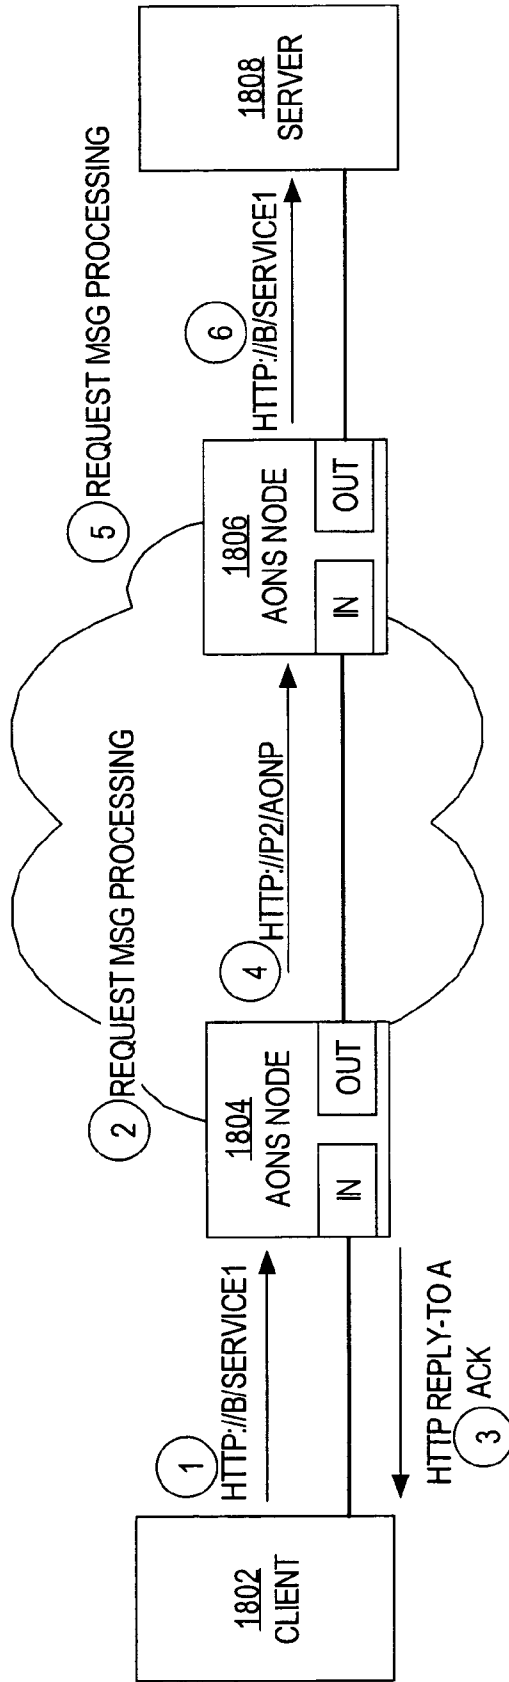 1802
CLIENT
1
HTTP://B/SERVICE1
HTTP REPLY-TO A
3 ACK
2 REQUEST MSG PROCESSING
1804
AONS NODE
IN
OUT
4
HTTP://P2/AONP
5 REQUEST MSG PROCESSING
1806
AONS NODE
IN
OUT
6
HTTP://B/SERVICE1
1808
SERVER